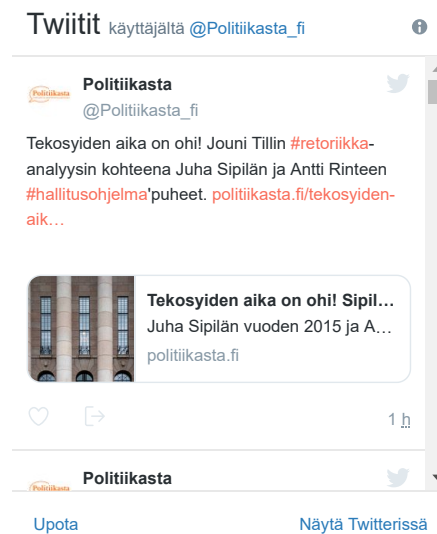 Twiitit käyttäjältä @Politiikasta_fi
Politiikasta
Politiikasta
@Politiikasta_fi
Tekosyiden aika on ohi! Jouni Tillin #retoriikka-
analyysin kohteena Juha Sipilän ja Antti Rinteen
#hallitusohjelma'puheet. politiikasta.fi/tekosyiden-
aik…
Tekosyiden aika on ohi! Sipil…
Juha Sipilän vuoden 2015 ja A…
politiikasta.fi
1 h
Politiikasta
Politiikasta
Upota
Näytä Twitterissä